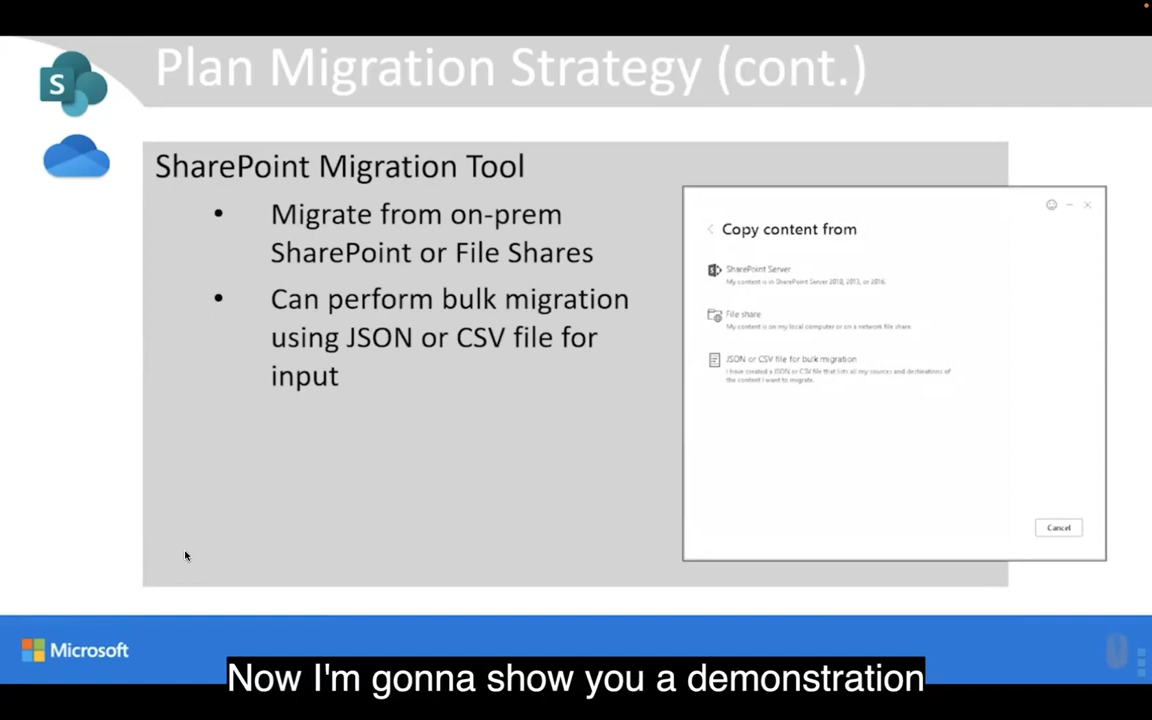 Plan Migration Strategy (cont.)
S
SharePoint Migration Tool
• Migrate from on-prem
SharePoint or File Shares
• Can perform bulk migration
using JSON or CSV file for
input
Copy content from
SharePoint Server
My content is in SharePoint Server 2010, 2013, or 2016.
File share
My content is on my local computer or on a network file share.
JSON or CSV file for bulk migration
I have created a JSON or CSV file that lists all my sources and destinations of
the content I want to migrate.
Cancel
Microsoft
Now I'm gonna show you a demonstration